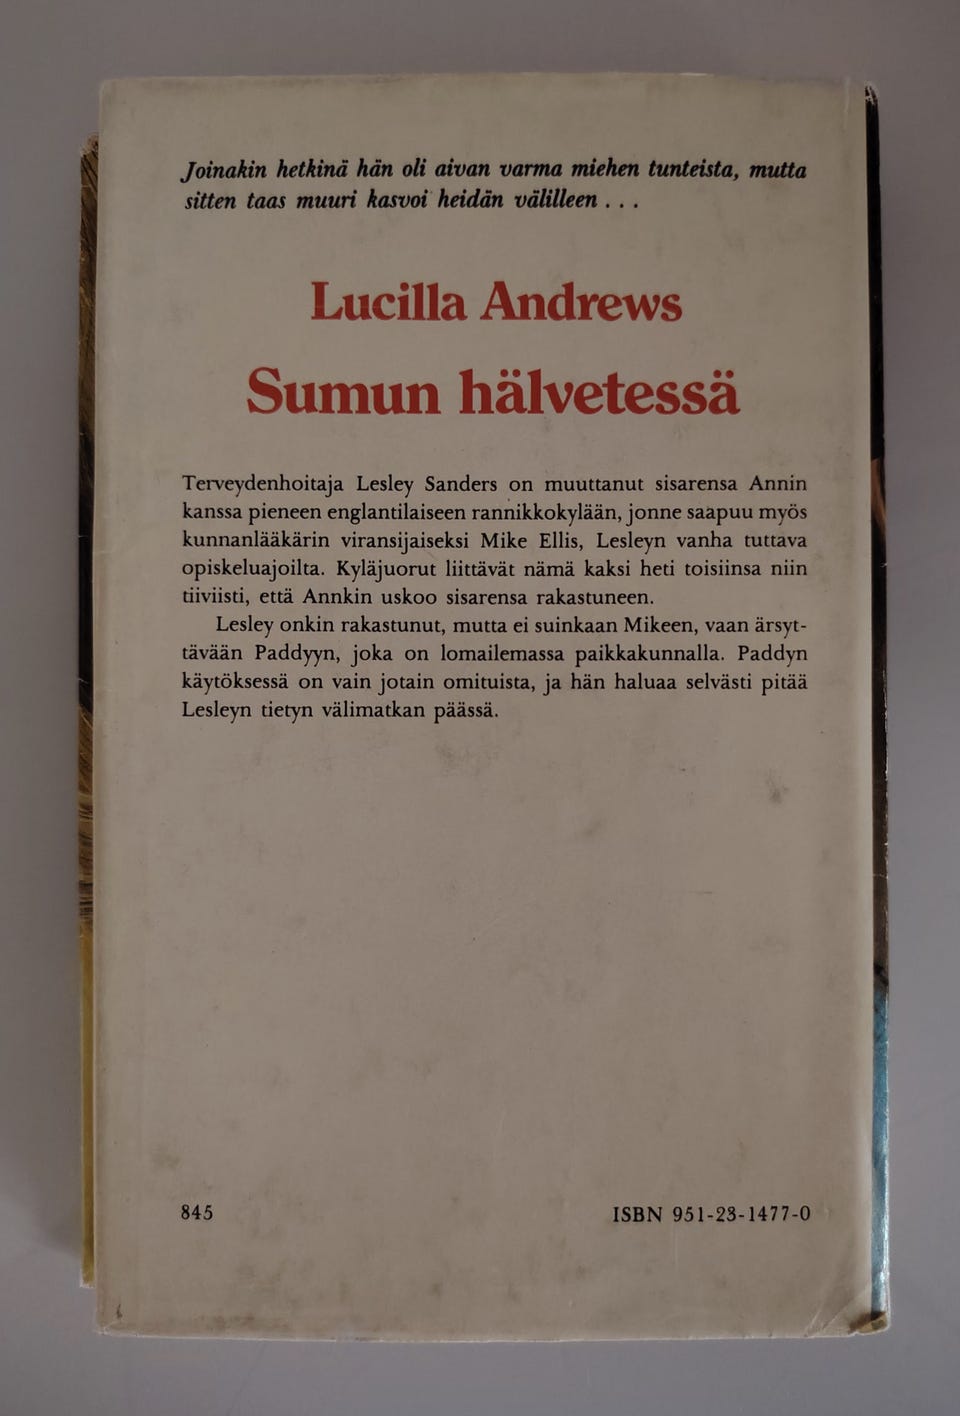 Joinakin hetkinä hän oli aivan varma miehen tunteista, mutta
sitten taas muuri kasvoi heidän välilleen . . .
Lucilla Andrews
Sumun hälvetessä
Terveydenhoitaja Lesley Sanders on muuttanut sisarensa Annin
kanssa pieneen englantilaiseen rannikkokylään, jonne saapuu myös
kunnanlääkärin viransijaiseksi Mike Ellis, Lesleyn vanha tuttava
opiskeluajoilta. Kyläjuorut liittävät nämä kaksi heti toisiinsa niin
tiiviisti, että Annkin uskoo sisarensa rakastuneen.
Lesley onkin rakastunut, mutta ei suinkaan Mikeen, vaan ärsyt-
tävään Paddyyn, joka on lomailemassa paikkakunnalla. Paddyn
käytöksessä on vain jotain omituista, ja hän haluaa selvästi pitää
Lesleyn tietyn välimatkan päässä.
845
ISBN 951-23-1477-0